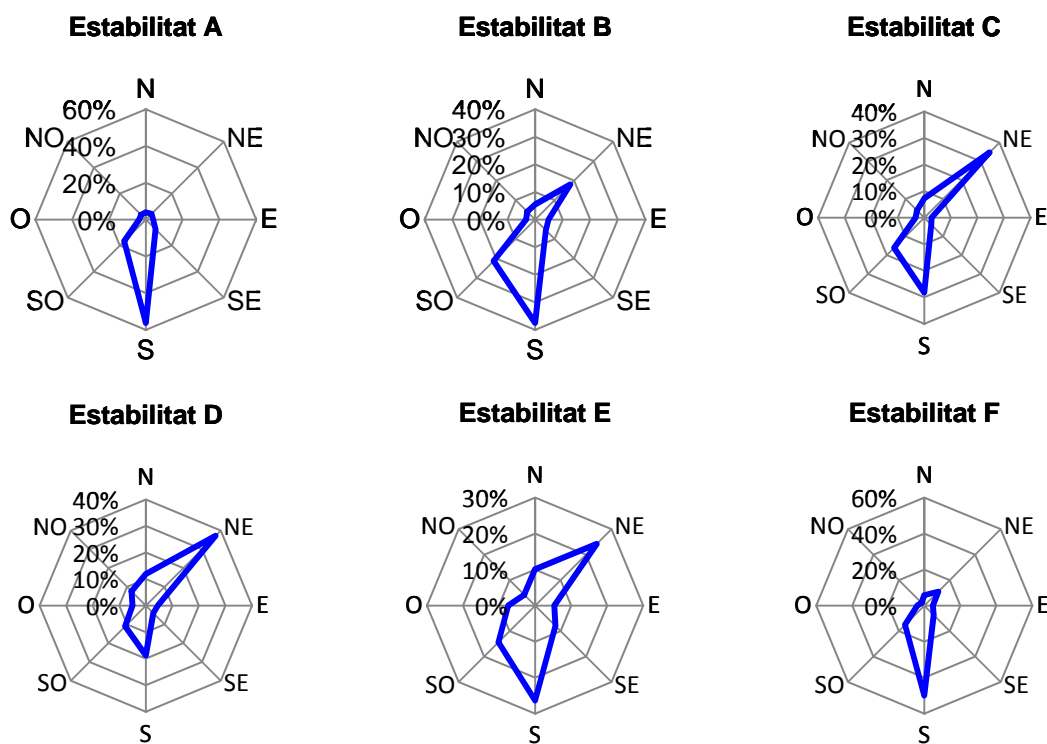 Estabilitat A
N
60%
NO
40%
NE
20%
O
0%
E
SO
SE
S
Estabilitat B
N
40%
NO
30%
NE
20%
10%
O
0%
E
SO
SE
S
Estabilitat C
N
40%
NO
30%
NE
20%
10%
O
0%
E
SO
SE
S
Estabilitat D
N
40%
NO
30%
NE
20%
10%
O
0%
E
SO
SE
S
Estabilitat E
N
30%
NO
20%
NE
10%
O
0%
E
SO
SE
S
Estabilitat F
N
60%
NO
40%
NE
20%
O
0%
E
SO
SE
S